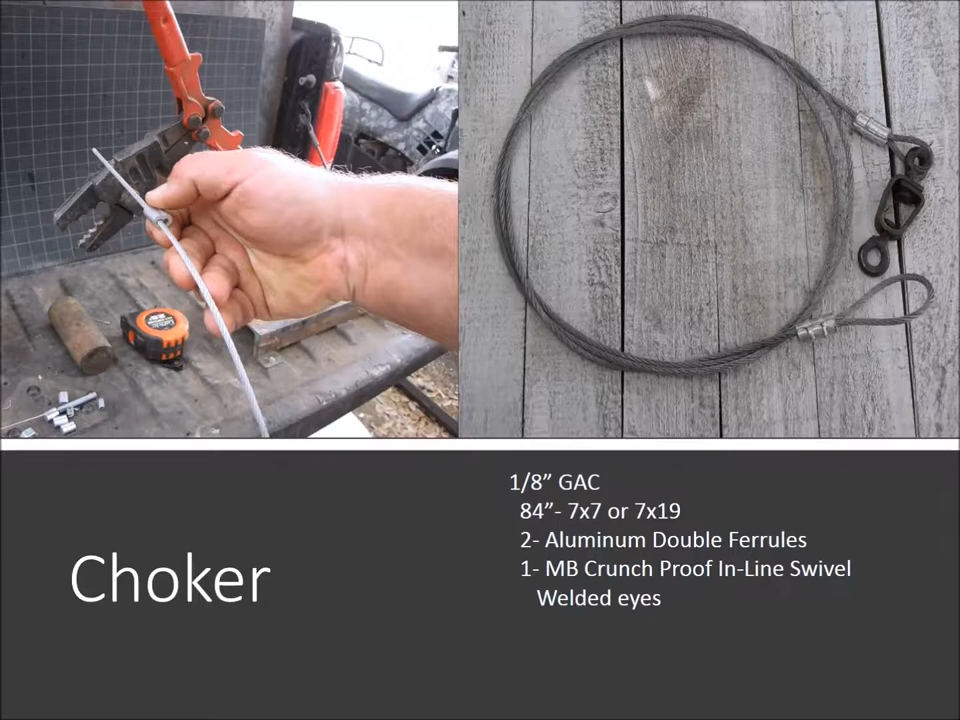 Choker
1/8” GAC
84”- 7x7 or 7x19
2- Aluminum Double Ferrules
1- MB Crunch Proof In-Line Swivel
Welded eyes